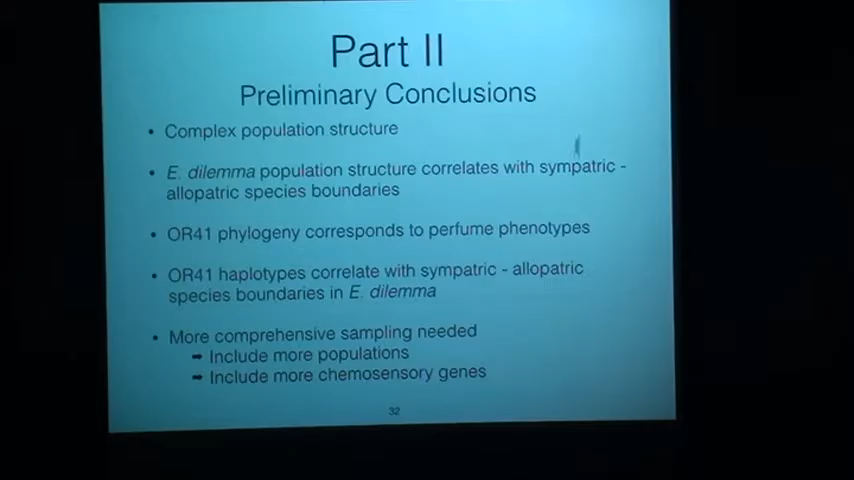 Part II
Preliminary Conclusions
• Complex population structure
• E. dilemma population structure correlates with sympatric -
allopatric species boundaries
• OR41 phylogeny corresponds to perfume phenotypes
• OR41 haplotypes correlate with sympatric - allopatric
species boundaries in E. dilemma
• More comprehensive sampling needed
➡ Include more populations
➡ Include more chemosensory genes
32